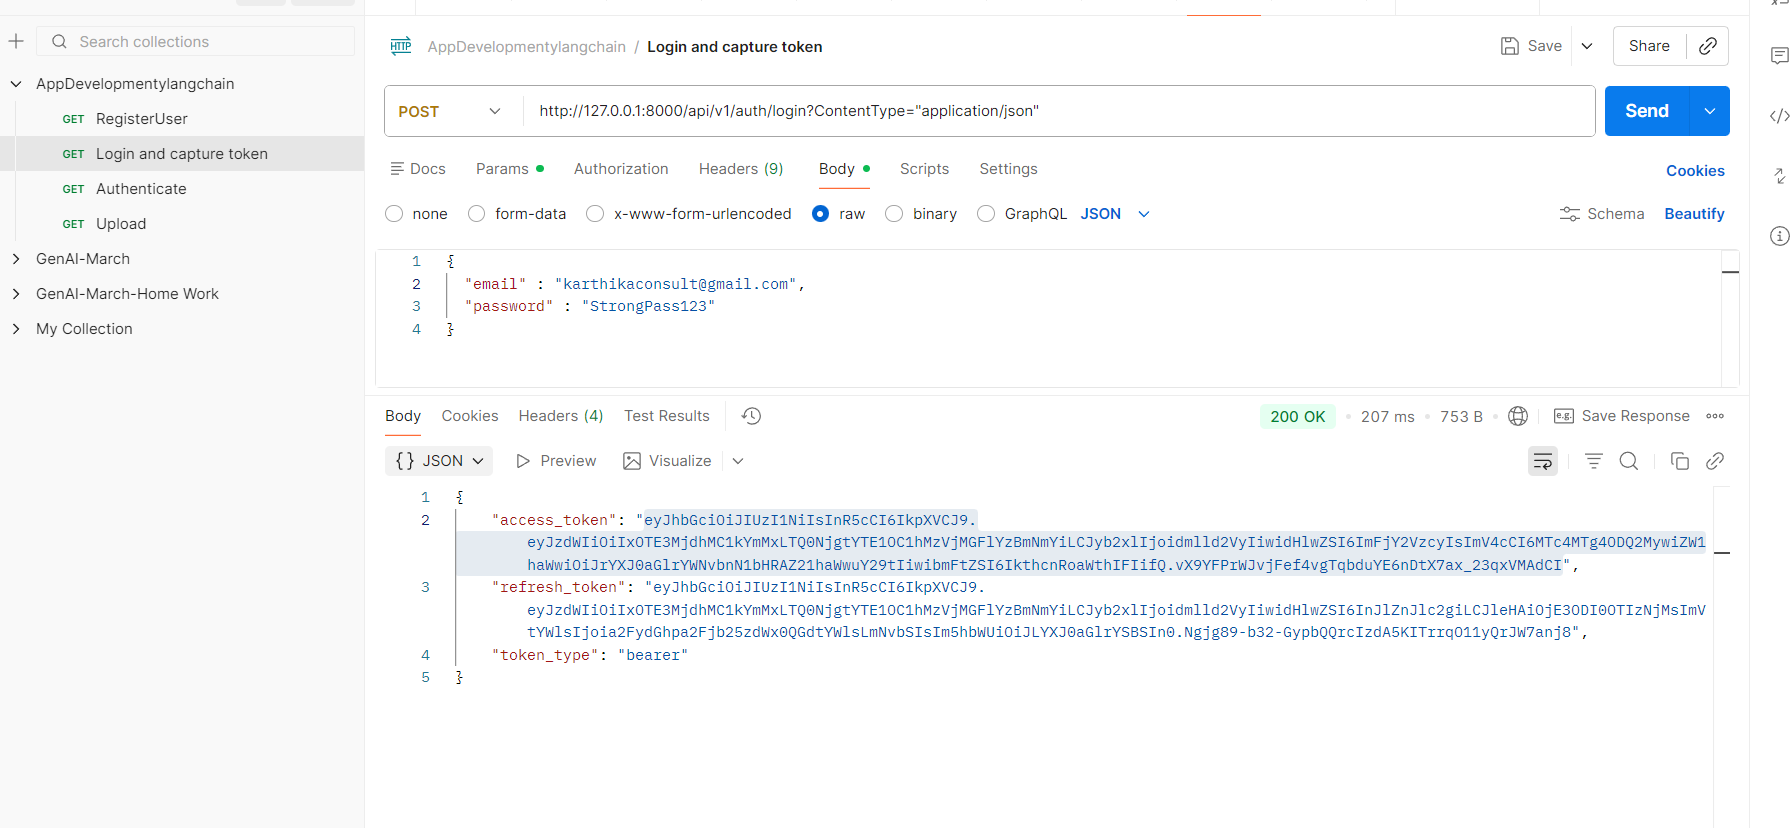 Search collections
AppDevelopmentylangchain
GET RegisterUser
GET Login and capture token
GET Authenticate
GET Upload
GenAI-March
GenAI-March-Home Work
My Collection
HTTP AppDevelopmentylangchain / Login and capture token
Save
Share
POST
http://127.0.0.1:8000/api/v1/auth/login?ContentType="application/json"
Send
Docs Params Authorization Headers (9) Body Scripts Settings
Cookies
none form-data x-www-form-urlencoded raw binary GraphQL JSON
Schema Beautify
1 {
2 "email" : "karthikaconsult@gmail.com",
3 "password" : "StrongPass123"
4 }
Body Cookies Headers (4) Test Results
200 OK • 207 ms • 753 B •
e.g. Save Response
{} JSON Preview Visualize
1 {
2 "access_token": "eyJhbGciOiJIUzI1NiIsInR5cCI6IkpXVCJ9.
eyJzdWIiOiIxOTE3MjdhMC1kYmMxLTQ0NjgtYTE1OC1hMzVjMGFlYzBmNmYiLCJyb2xlIjoidmlld2VyIiwidHlwZSI6ImFjY2VzcyIsImV4cCI6MTc4MTg4ODQ2MywiZW1
haWwiOiJrYXJ0aGlrYWNvbnN1bHRAZ21haWwuY29tIiwibmFtZSI6IkthcnRoaWthIFIifQ.vX9YFPrWJvjFef4vgTqbduYE6nDtX7ax_23qxVMAdCI",
3 "refresh_token": "eyJhbGciOiJIUzI1NiIsInR5cCI6IkpXVCJ9.
eyJzdWIiOiIxOTE3MjdhMC1kYmMxLTQ0NjgtYTE1OC1hMzVjMGFlYzBmNmYiLCJyb2xlIjoidmlld2VyIiwidHlwZSI6InJlZnJlc2giLCJleHAiOjE3ODI0OTIzNjMsImV
tYWlsIjoia2FydGhpa2Fjb25zdWx0QGdtYWlsLmNvbSIsIm5hbWUiOiJLYXJ0aGlrYSBSIn0.Ngjg89-b32-GypbQQrcIzdA5KITrrqO11yQrJW7anj8",
4 "token_type": "bearer"
5 }